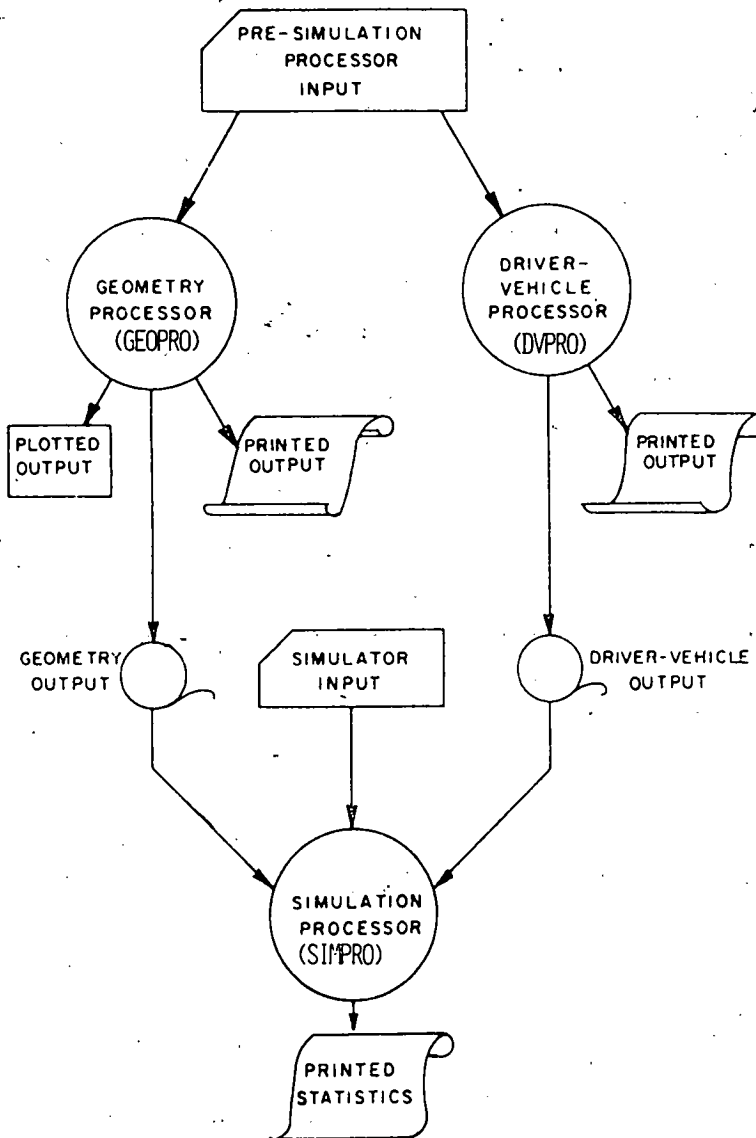 PRE-SIMULATION
PROCESSOR
INPUT
GEOMETRY
PROCESSOR
(GEOPRO)
DRIVER-
VEHICLE
PROCESSOR
(DVPRO)
PLOTTED
OUTPUT
PRINTED
OUTPUT
PRINTED
OUTPUT
GEOMETRY
OUTPUT
SIMULATOR
INPUT
DRIVER-VEHICLE
OUTPUT
SIMULATION
PROCESSOR
(SIMPRO)
PRINTED
STATISTICS